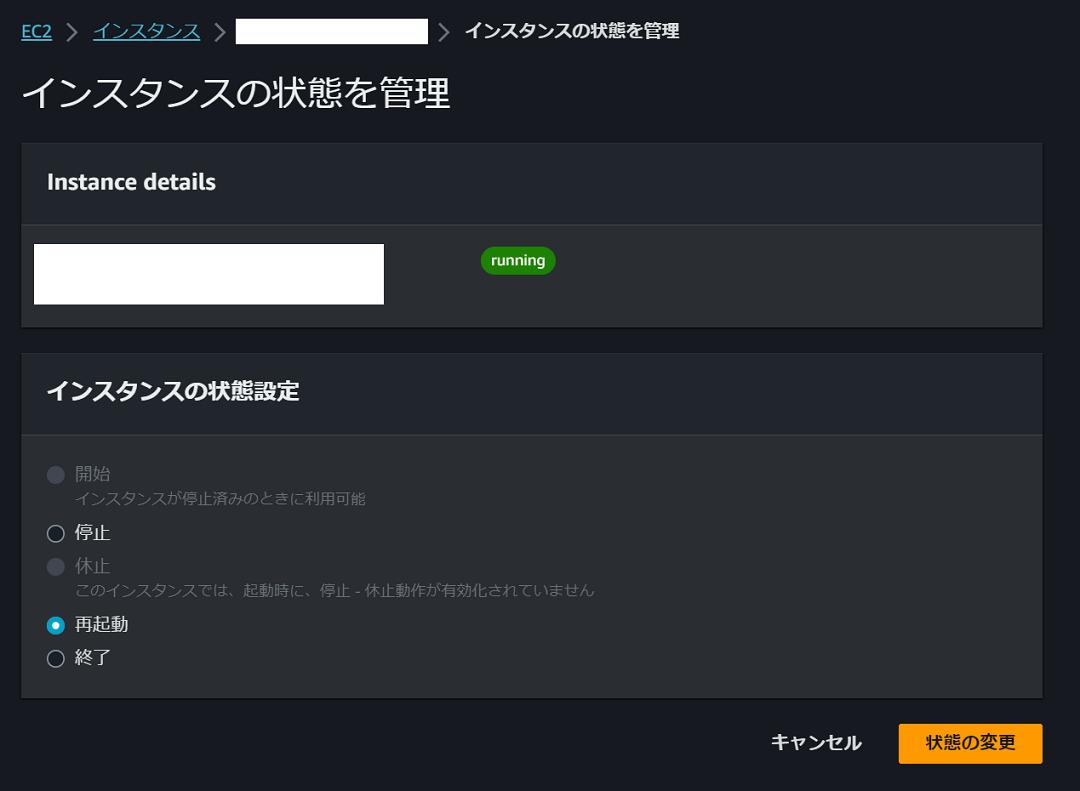 EC2 > インスタンス > > インスタンスの状態を管理
インスタンスの状態を管理
Instance details
running
インスタンスの状態設定
開始
インスタンスが停止済みのときに利用可能
停止
休止
このインスタンスでは、起動時に、停止 - 休止動作が有効化されていません
再起動
終了
キャンセル 状態の変更